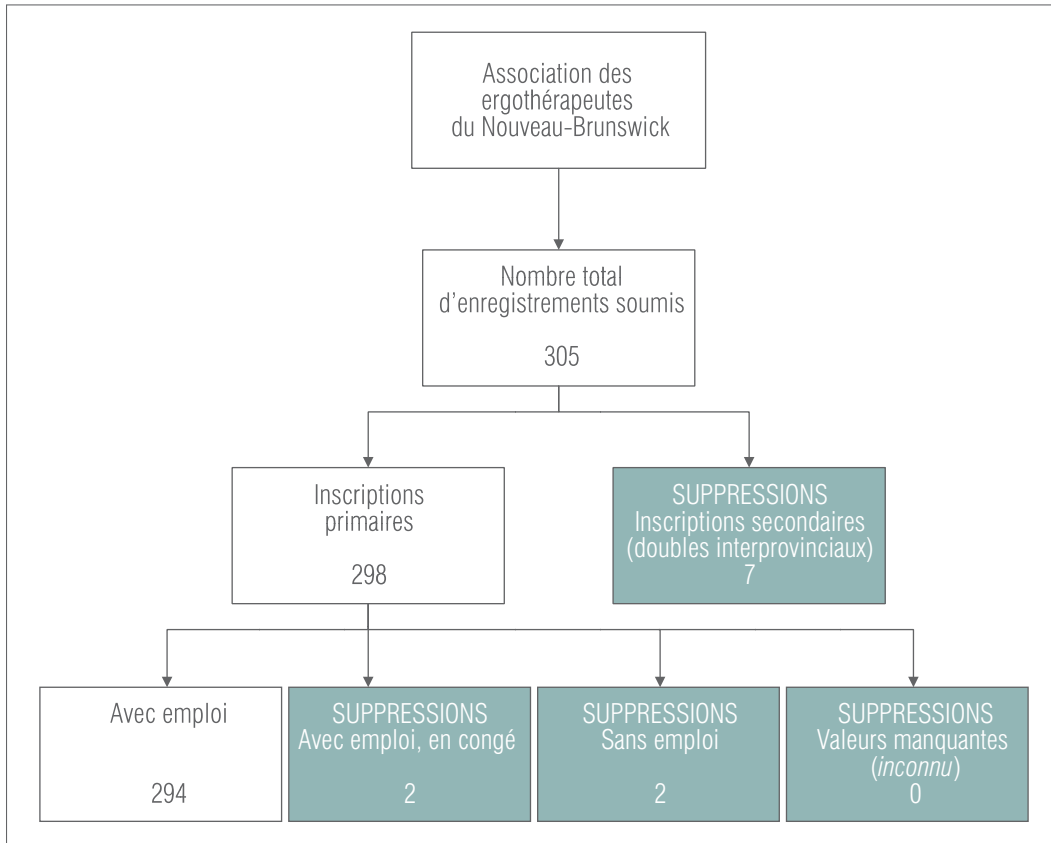 Association des
ergothérapeutes
du Nouveau-Brunswick
Nombre total
d'enregistrements soumis
305
Inscriptions
primaires
298
SUPPRESSIONS
Inscriptions secondaires
(doubles interprovinciaux)
7
Avec emploi
294
SUPPRESSIONS
Avec emploi, en congé
2
SUPPRESSIONS
Sans emploi
2
SUPPRESSIONS
Valeurs manquantes
(inconnu)
0